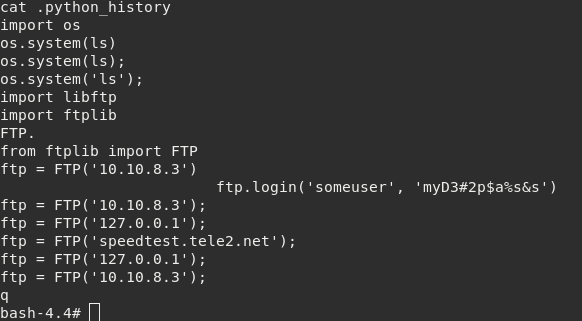 cat .python_history
import os
os.system(ls)
os.system(ls);
os.system('ls');
import libftp
import ftplib
FTP.
from ftplib import FTP
ftp = FTP('10.10.8.3')
ftp.login('someuser', 'myD3#2p$a%s&s')
ftp = FTP('10.10.8.3');
ftp = FTP('127.0.0.1');
ftp = FTP('speedtest.tele2.net');
ftp = FTP('127.0.0.1');
ftp = FTP('10.10.8.3');
q
bash-4.4#